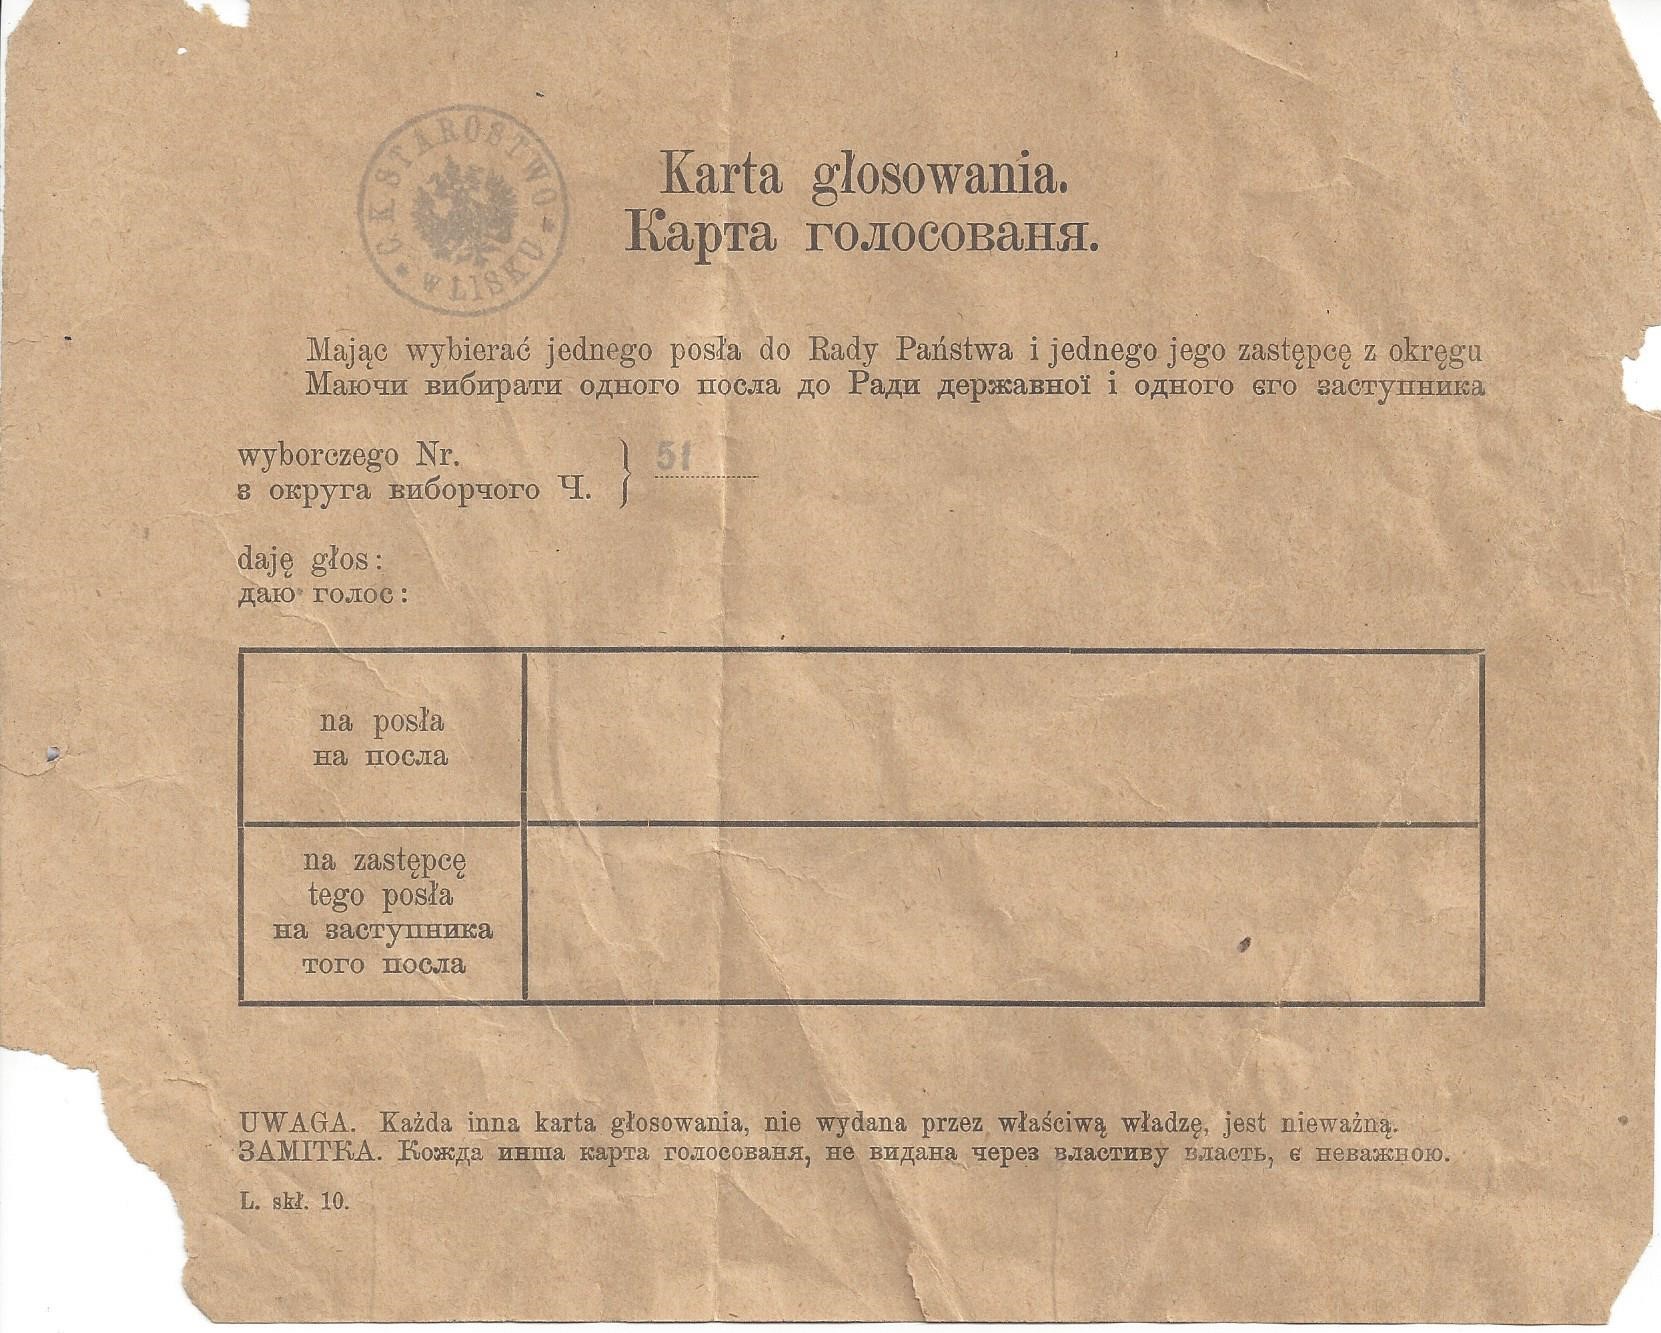 C. K. STAROSTWO
w LISKU
Karta głosowania.
Карта голосованя.
Mając wybierać jednego posła do Rady Państwa i jednego jego zastępcę z okręgu
Маючи вибирати одного посла до Ради державної і одного єго заступника
wyborczego Nr.
з округа виборчого Ч.
51
daję głos:
даю голос:
na posła
на посла
na zastępcę
tego posła
на заступника
того посла
UWAGA. Każda inna karta głosowania, nie wydana przez właściwą władzę, jest nieważną.
ЗАМІТКА. Кожда инша карта голосованя, не видана через властиву власть, є неважною.
L. skł. 10.